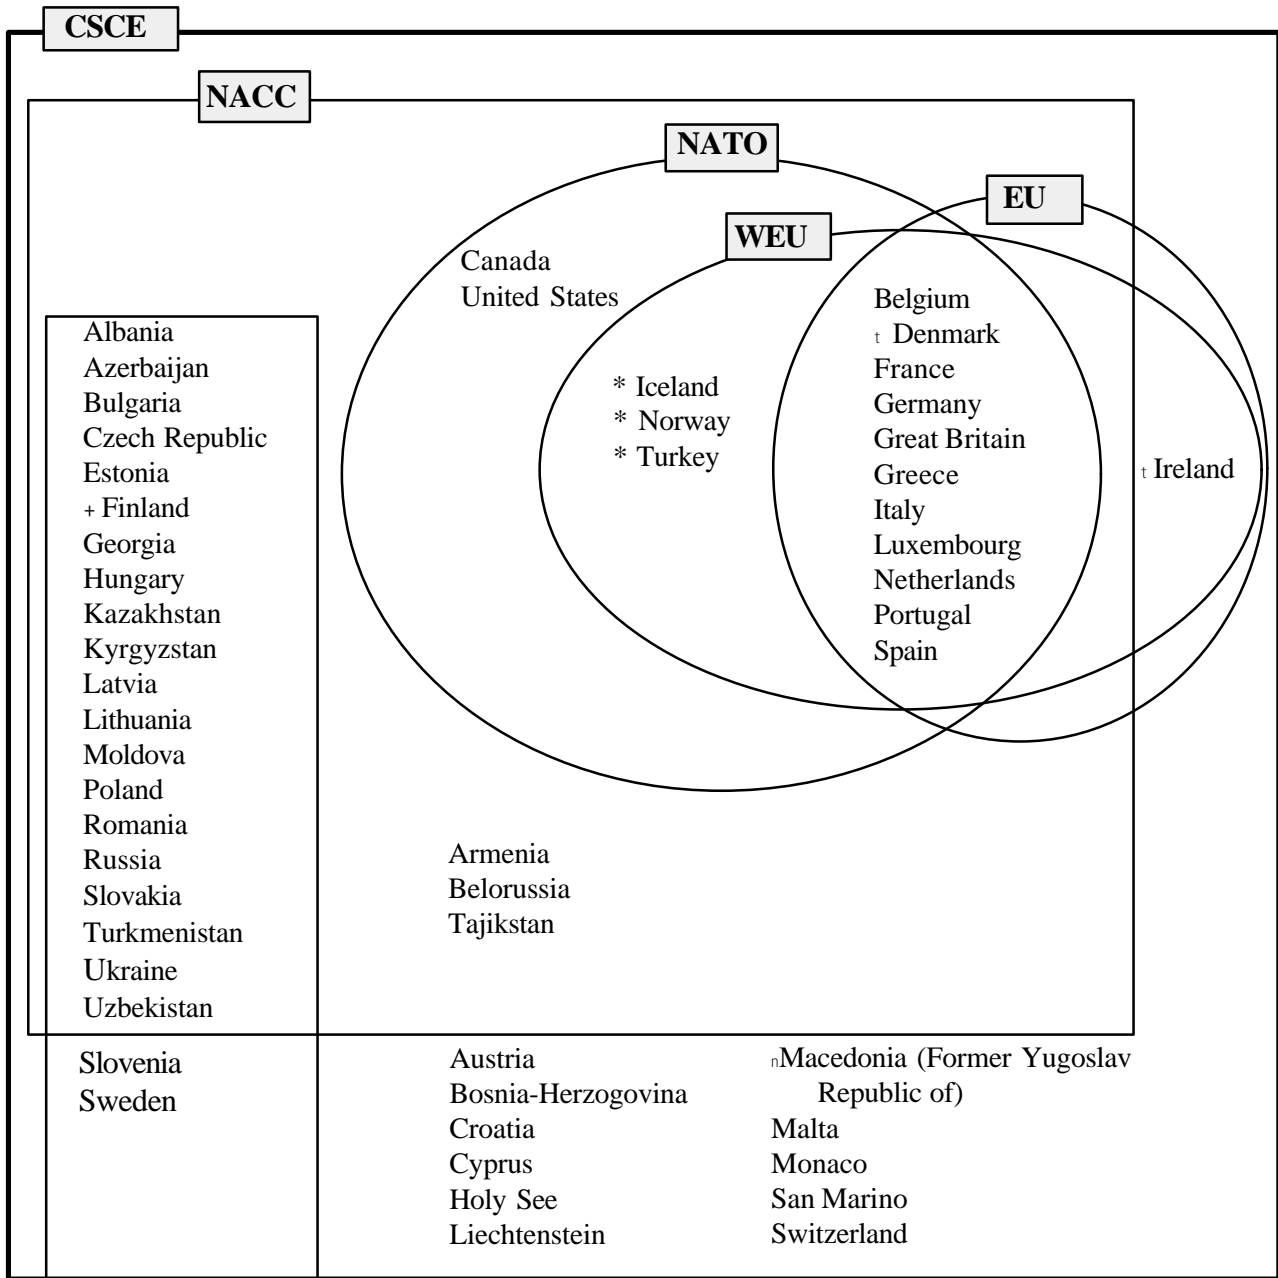 CSCE
NACC
NATO
EU
WEU
Canada
United States
Belgium
t Denmark
France
Germany
Great Britain
Greece
Italy
Luxembourg
Netherlands
Portugal
Spain
* Iceland
* Norway
* Turkey
t Ireland
Albania
Azerbaijan
Bulgaria
Czech Republic
Estonia
+ Finland
Georgia
Hungary
Kazakhstan
Kyrgyzstan
Latvia
Lithuania
Moldova
Poland
Romania
Russia
Slovakia
Turkmenistan
Ukraine
Uzbekistan
Armenia
Belorussia
Tajikstan
Slovenia
Sweden
Austria
Bosnia-Herzogovina
Croatia
Cyprus
Holy See
Liechtenstein
nMacedonia (Former Yugoslav
Republic of)
Malta
Monaco
San Marino
Switzerland